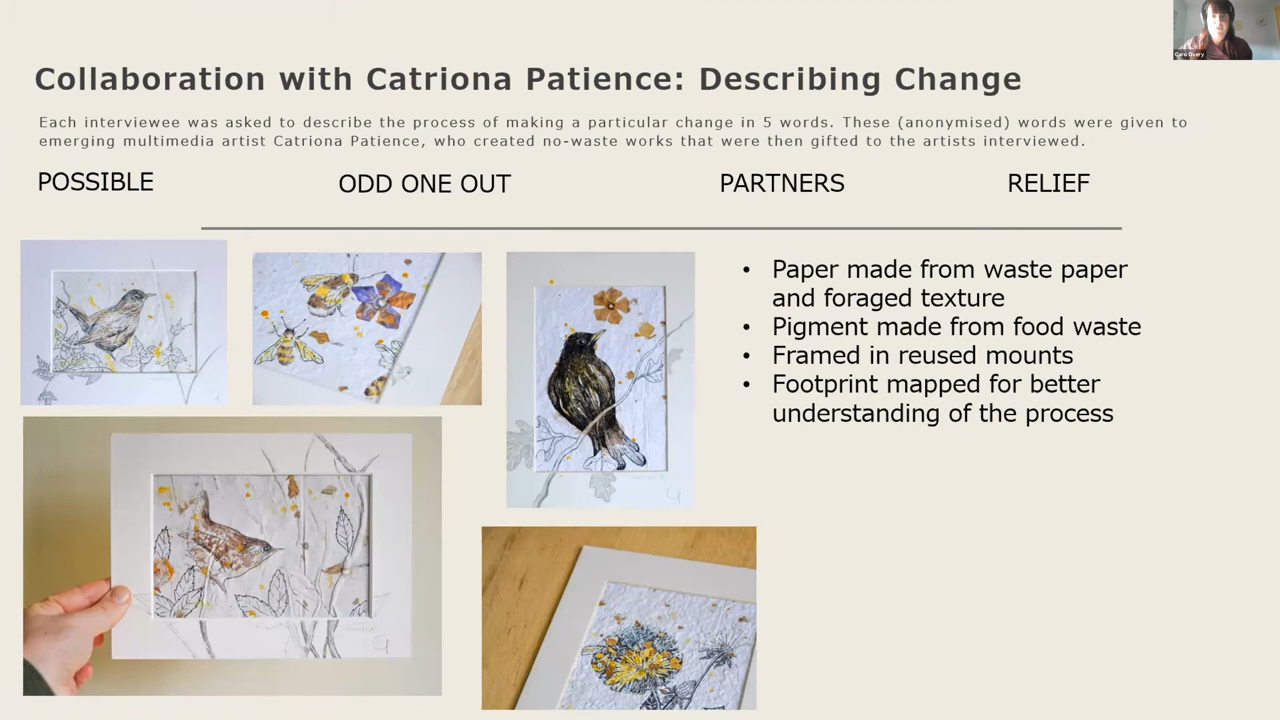 Caro Overy
Collaboration with Catriona Patience: Describing Change
Each interviewee was asked to describe the process of making a particular change in 5 words. These (anonymised) words were given to
emerging multimedia artist Catriona Patience, who created no-waste works that were then gifted to the artists interviewed.
POSSIBLE ODD ONE OUT PARTNERS RELIEF
• Paper made from waste paper
and foraged texture
• Pigment made from food waste
• Framed in reused mounts
• Footprint mapped for better
understanding of the process